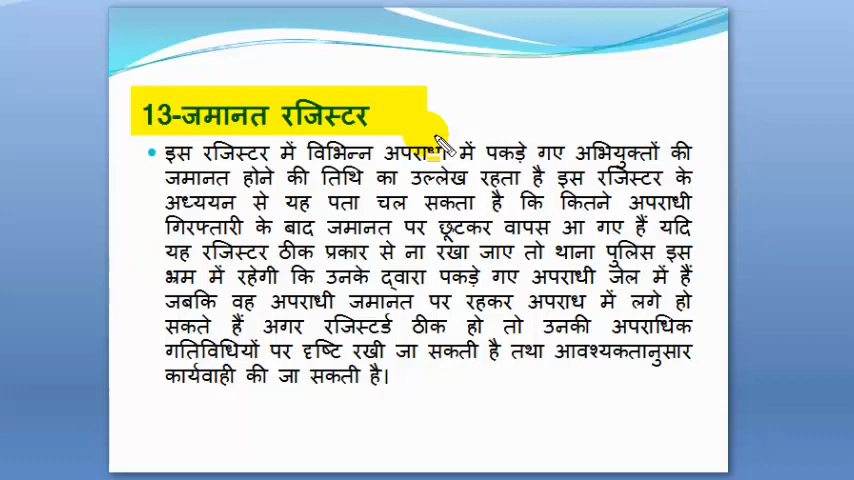 13-जमानत रजिस्टर
इस रजिस्टर में विभिन्न अपराधो में पकड़े गए अभियुक्तों की
जमानत होने की तिथि का उल्लेख रहता है इस रजिस्टर के
अध्ययन से यह पता चल सकता है कि कितने अपराधी
गिरफ्तारी के बाद जमानत पर छूटकर वापस आ गए हैं यदि
यह रजिस्टर ठीक प्रकार से ना रखा जाए तो थाना पुलिस इस
भ्रम में रहेगी कि उनके द्वारा पकड़े गए अपराधी जेल में हैं
जबकि वह अपराधी जमानत पर रहकर अपराध में लगे हो
सकते हैं अगर रजिस्टर्ड ठीक हो तो उनकी अपराधिक
गतिविधियों पर दृष्टि रखी जा सकती है तथा आवश्यकतानुसार
कार्यवाही की जा सकती है।